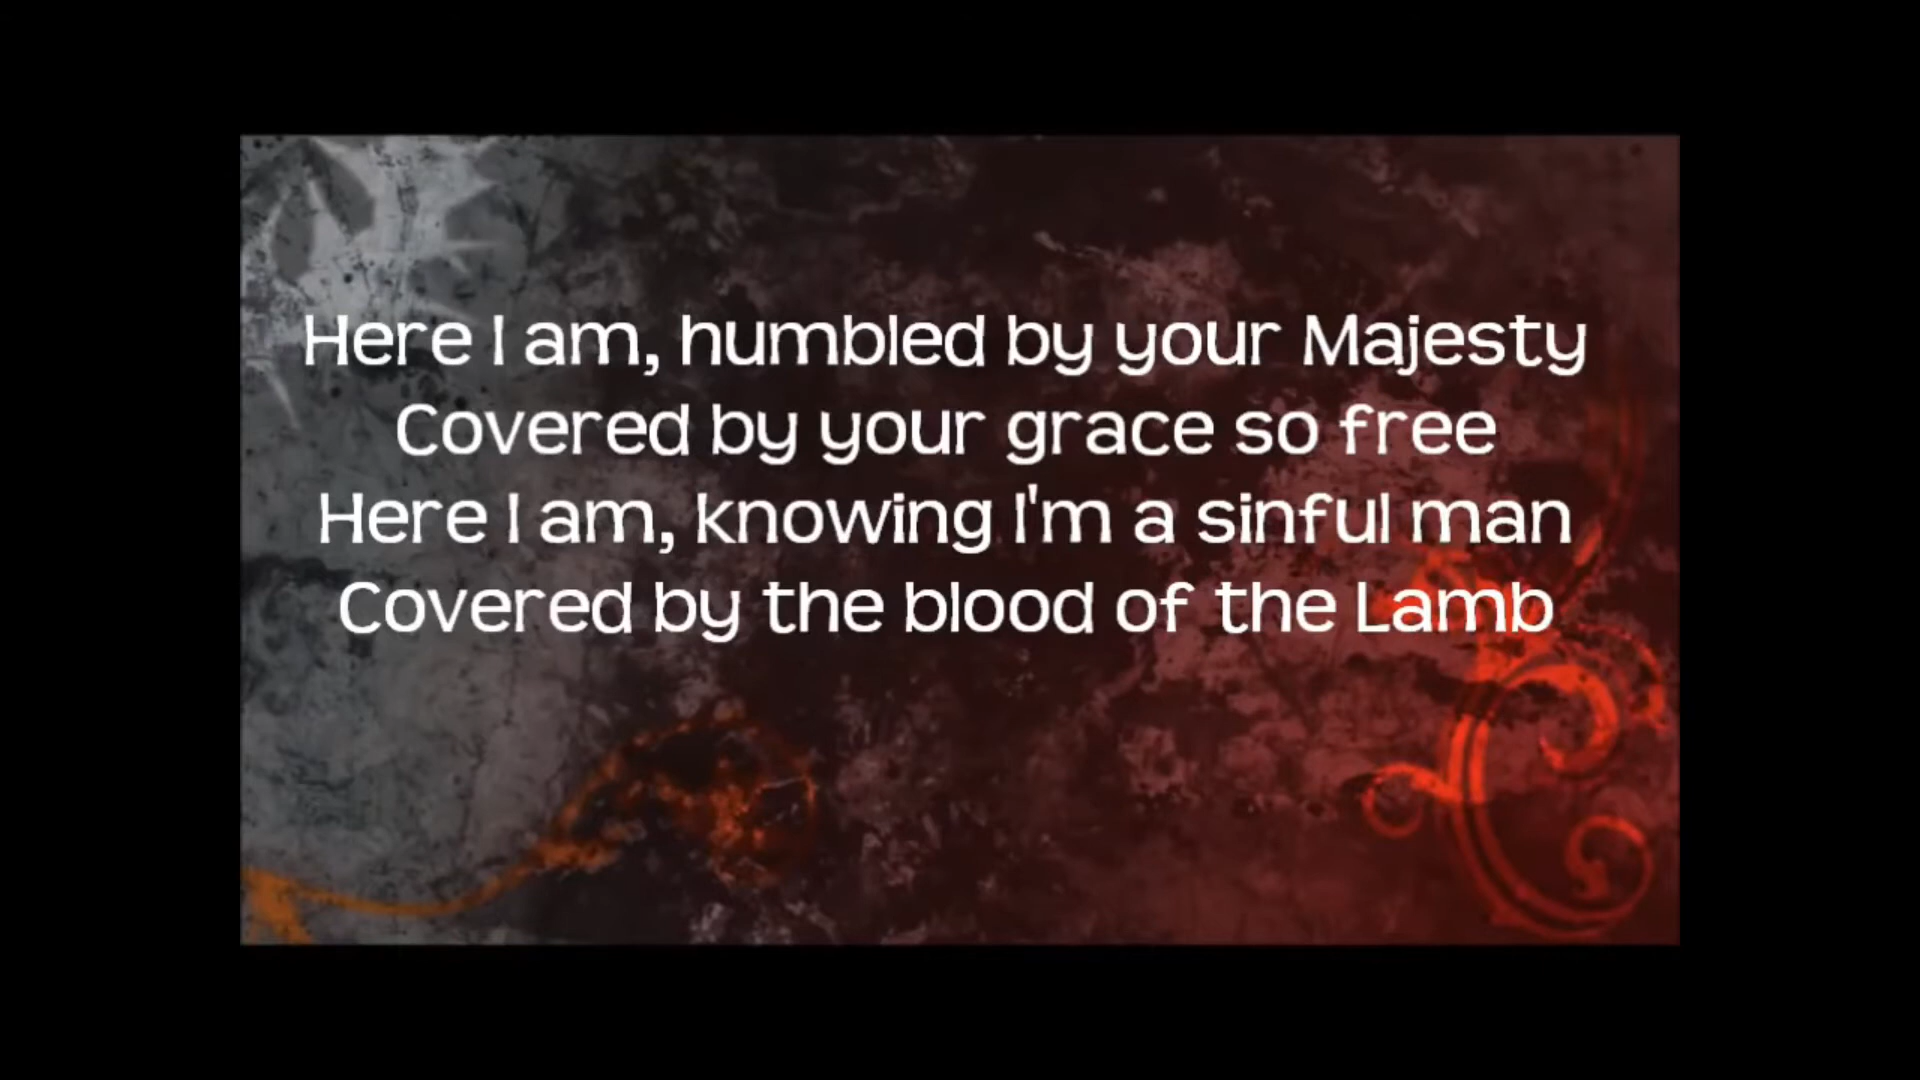 Here I am, humbled by your Majesty
Covered by your grace so free
Here I am, knowing I'm a sinful man
Covered by the blood of the Lamb